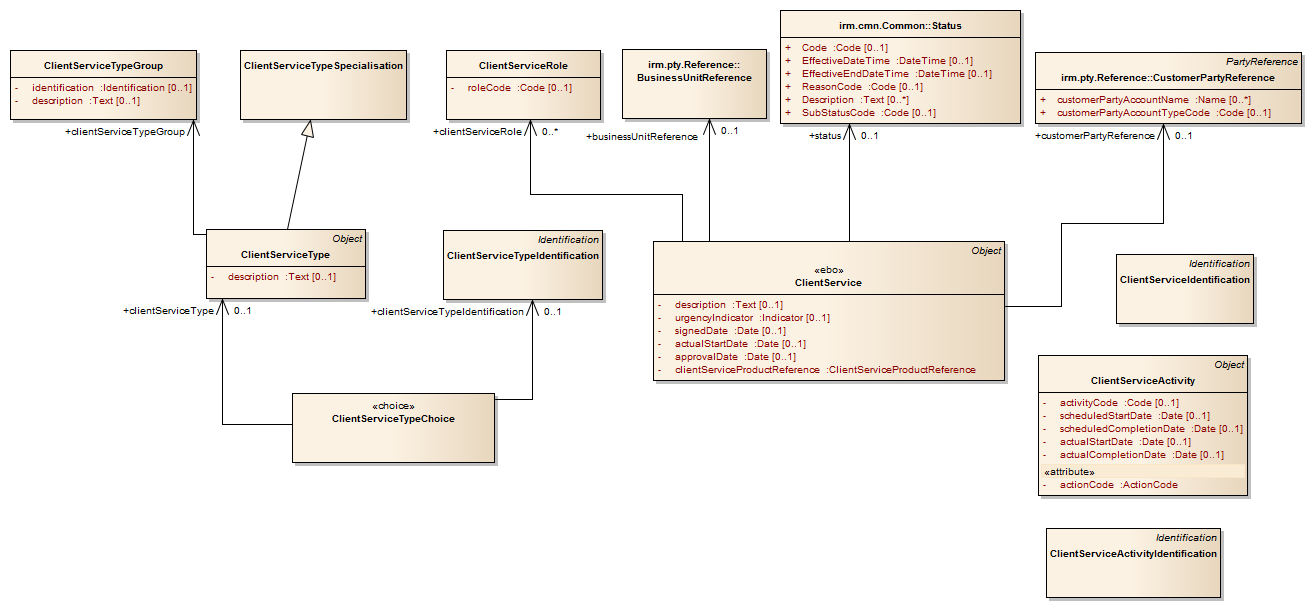 ClientServiceTypeGroup
- identification :Identification [0..1]
- description :Text [0..1]
+clientServiceTypeGroup
ClientServiceTypeSpecialisation
ClientServiceRole
- roleCode :Code [0..1]
+clientServiceRole 0..*
irm.pty.Reference::
BusinessUnitReference
+businessUnitReference 0..1
irm.cmn.Common::Status
+ Code :Code [0..1]
+ EffectiveDateTime :DateTime [0..1]
+ EffectiveEndDateTime :DateTime [0..1]
+ ReasonCode :Code [0..1]
+ Description :Text [0..*]
+ SubStatusCode :Code [0..1]
+status 0..1
PartyReference
irm.pty.Reference::CustomerPartyReference
+ customerPartyAccountName :Name [0..*]
+ customerPartyAccountTypeCode :Code [0..1]
+customerPartyReference 0..1
Object
ClientServiceType
- description :Text [0..1]
+clientServiceType 0..1
Identification
ClientServiceTypeIdentification
+clientServiceTypeIdentification 0..1
«choice»
ClientServiceTypeChoice
Object
«ebo»
ClientService
- description :Text [0..1]
- urgencyIndicator :Indicator [0..1]
- signedDate :Date [0..1]
- actualStartDate :Date [0..1]
- approvalDate :Date [0..1]
- clientServiceProductReference :ClientServiceProductReference
Identification
ClientServiceIdentification
Object
ClientServiceActivity
- activityCode :Code [0..1]
- scheduledStartDate :Date [0..1]
- scheduledCompletionDate :Date [0..1]
- actualStartDate :Date [0..1]
- actualCompletionDate :Date [0..1]
«attribute»
- actionCode :ActionCode
Identification
ClientServiceActivityIdentification